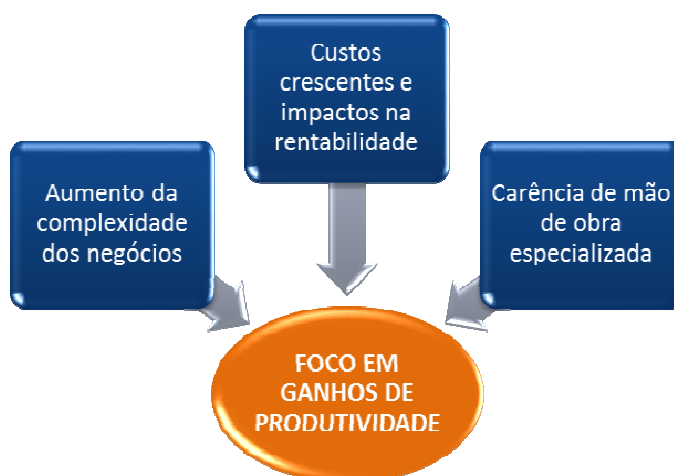 Custos
crescentes e
impactos na
rentabilidade
Aumento da
complexidade
dos negócios
Carência de mão
de obra
especializada
FOCO EM
GANHOS DE
PRODUTIVIDADE